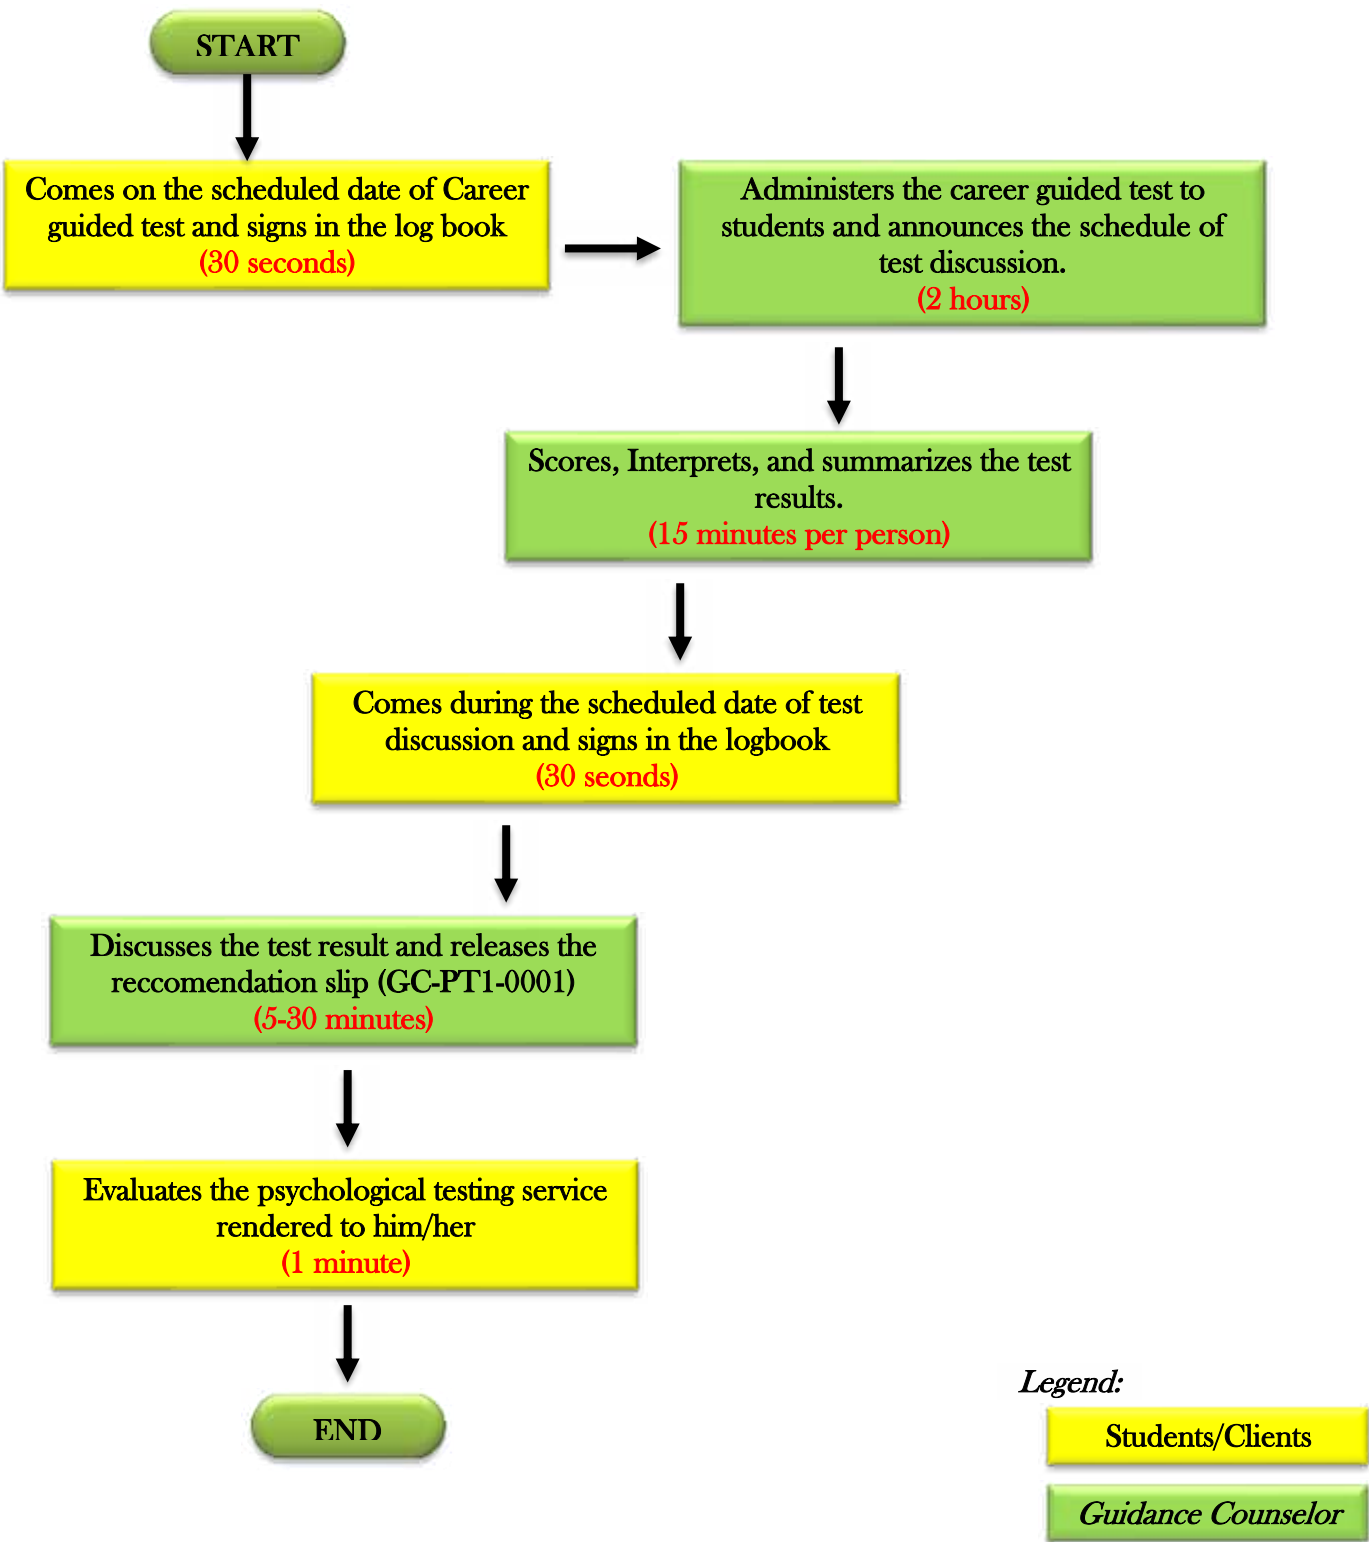 START
Comes on the scheduled date of Career
guided test and signs in the log book
(30 seconds)
Administers the career guided test to
students and announces the schedule of
test discussion.
(2 hours)
Scores, Interprets, and summarizes the test
results.
(15 minutes per person)
Comes during the scheduled date of test
discussion and signs in the logbook
(30 seonds)
Discusses the test result and releases the
reccomendation slip (GC-PT1-0001)
(5-30 minutes)
Evaluates the psychological testing service
rendered to him/her
(1 minute)
END
Legend:
Students/Clients
Guidance Counselor